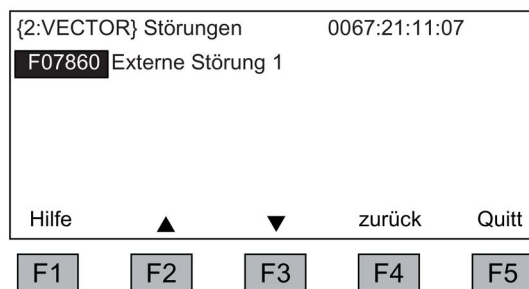 {2:VECTOR} Störungen 0067:21:11:07
F07860 Externe Störung 1
Hilfe ▲ ▼ zurück Quitt
F1 F2 F3 F4 F5